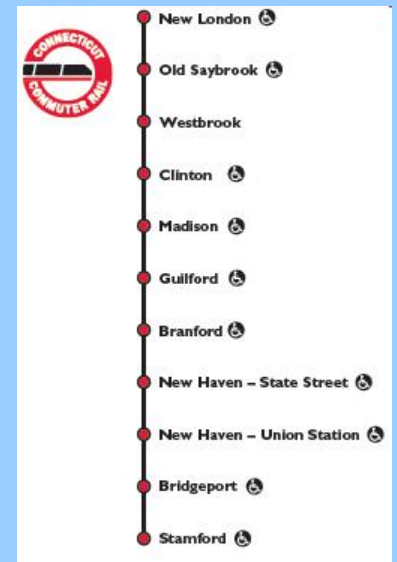 CONNECTICUT
COMMUTER RAIL
New London
Old Saybrook
Westbrook
Clinton
Madison
Guilford
Branford
New Haven – State Street
New Haven – Union Station
Bridgeport
Stamford